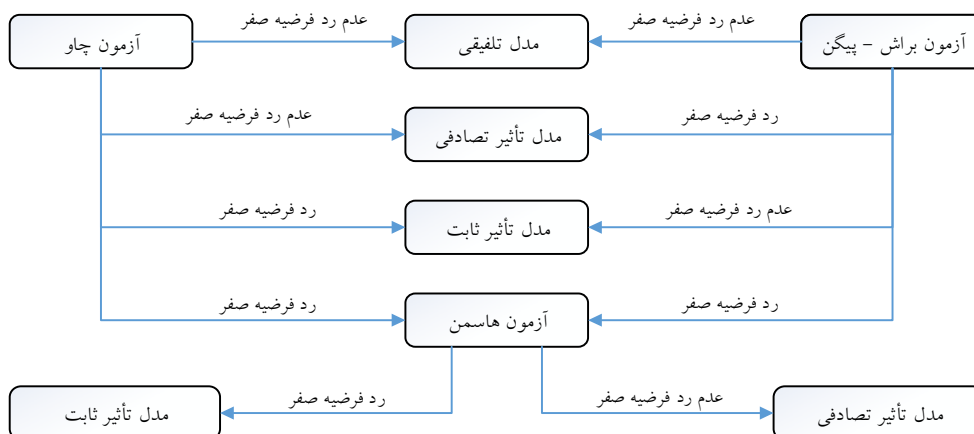 عدم رد فرضیه صفر
عدم رد فرضیه صفر
آزمون براش - پیگن
مدل تلفیقی
آزمون چاو
رد فرضیه صفر
عدم رد فرضیه صفر
مدل تأثیر تصادفی
عدم رد فرضیه صفر
رد فرضیه صفر
مدل تأثیر ثابت
رد فرضیه صفر
رد فرضیه صفر
آزمون هاسمن
عدم رد فرضیه صفر
رد فرضیه صفر
مدل تأثیر تصادفی
مدل تأثیر ثابت